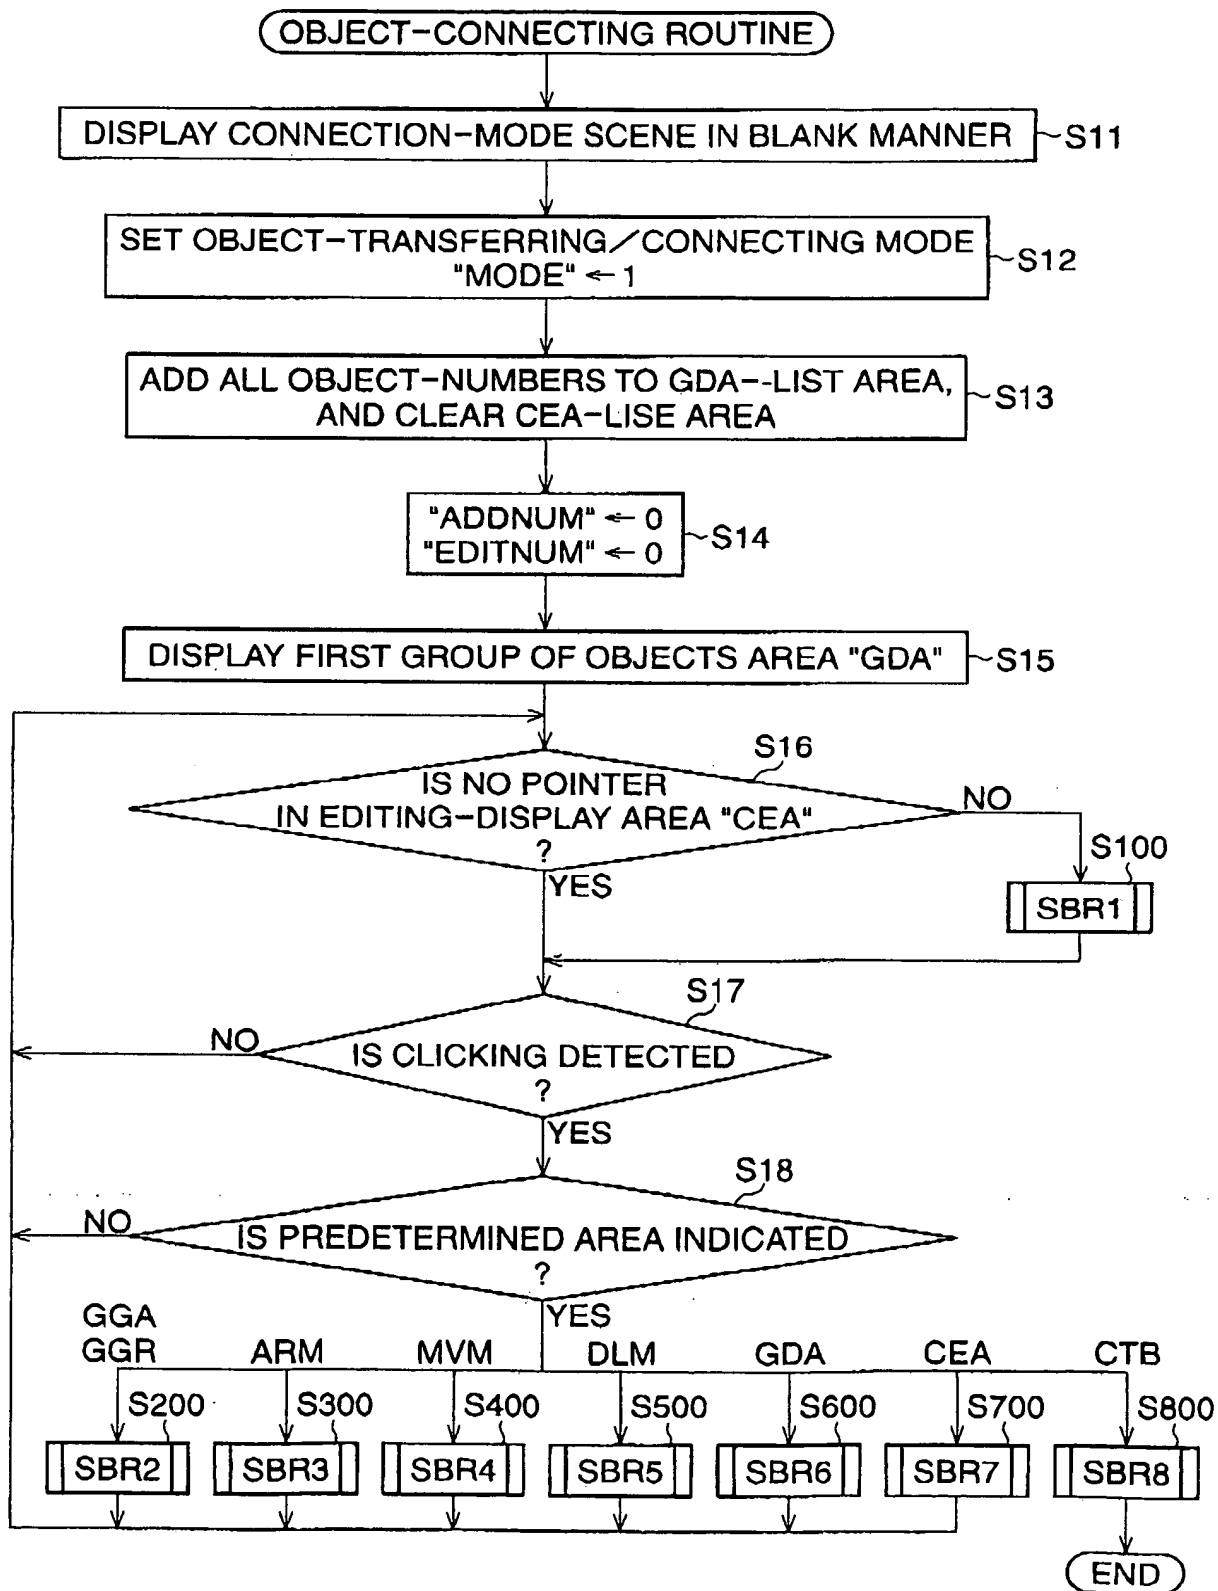 OBJECT-CONNECTING ROUTINE
DISPLAY CONNECTION-MODE SCENE IN BLANK MANNER
S11
SET OBJECT-TRANSFERRING/CONNECTING MODE
"MODE" ← 1
S12
ADD ALL OBJECT-NUMBERS TO GDA--LIST AREA,
AND CLEAR CEA-LISE AREA
S13
"ADDNUM" ← 0
"EDITNUM" ← 0
S14
DISPLAY FIRST GROUP OF OBJECTS AREA "GDA"
S15
S16
IS NO POINTER
IN EDITING-DISPLAY AREA "CEA"
?
NO
YES
S100
SBR1
S17
NO
IS CLICKING DETECTED
?
YES
S18
NO
IS PREDETERMINED AREA INDICATED
?
YES
GGA
GGR ARM MVM DLM GDA CEA CTB
S200 S300 S400 S500 S600 S700 S800
SBR2 SBR3 SBR4 SBR5 SBR6 SBR7 SBR8
END